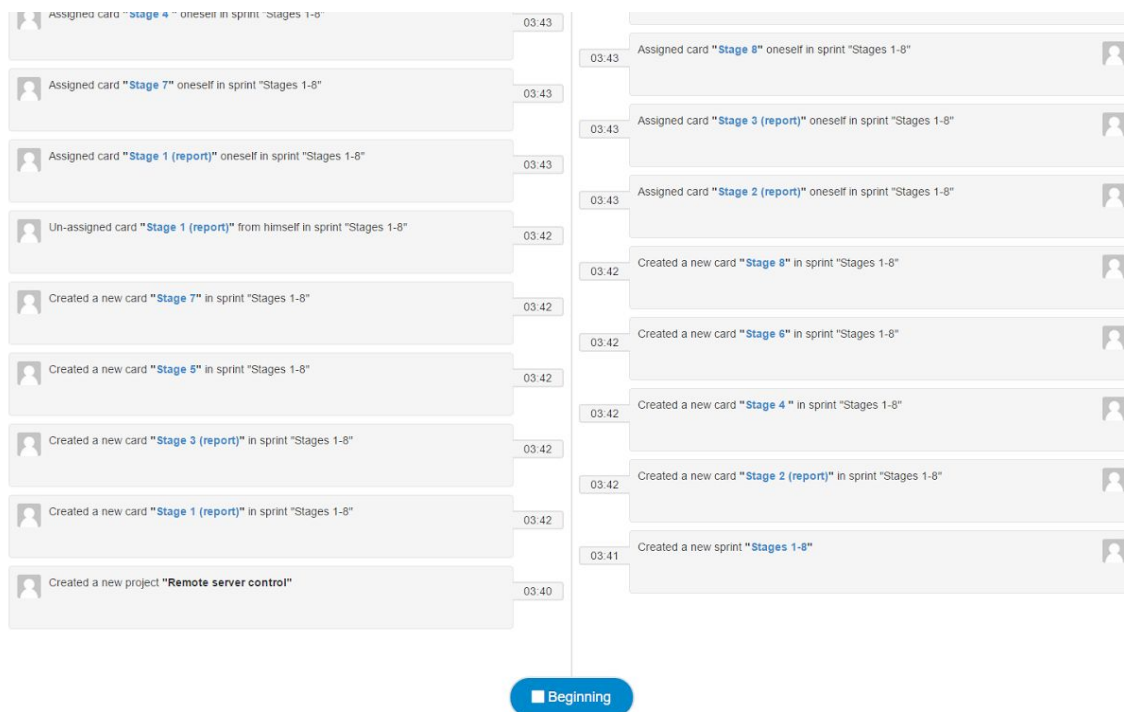 Assigned card "Stage 4 " oneself in sprint "Stages 1-8"
03:43
Assigned card "Stage 8" oneself in sprint "Stages 1-8"
03:43
Assigned card "Stage 7" oneself in sprint "Stages 1-8"
03:43
Assigned card "Stage 3 (report)" oneself in sprint "Stages 1-8"
03:43
Assigned card "Stage 1 (report)" oneself in sprint "Stages 1-8"
03:43
Assigned card "Stage 2 (report)" oneself in sprint "Stages 1-8"
03:43
Un-assigned card "Stage 1 (report)" from himself in sprint "Stages 1-8"
03:42
Created a new card "Stage 8" in sprint "Stages 1-8"
03:42
Created a new card "Stage 7" in sprint "Stages 1-8"
03:42
Created a new card "Stage 6" in sprint "Stages 1-8"
03:42
Created a new card "Stage 5" in sprint "Stages 1-8"
03:42
Created a new card "Stage 4 " in sprint "Stages 1-8"
03:42
Created a new card "Stage 3 (report)" in sprint "Stages 1-8"
03:42
Created a new card "Stage 2 (report)" in sprint "Stages 1-8"
03:42
Created a new card "Stage 1 (report)" in sprint "Stages 1-8"
03:42
Created a new sprint "Stages 1-8"
03:41
Created a new project "Remote server control"
03:40
Beginning